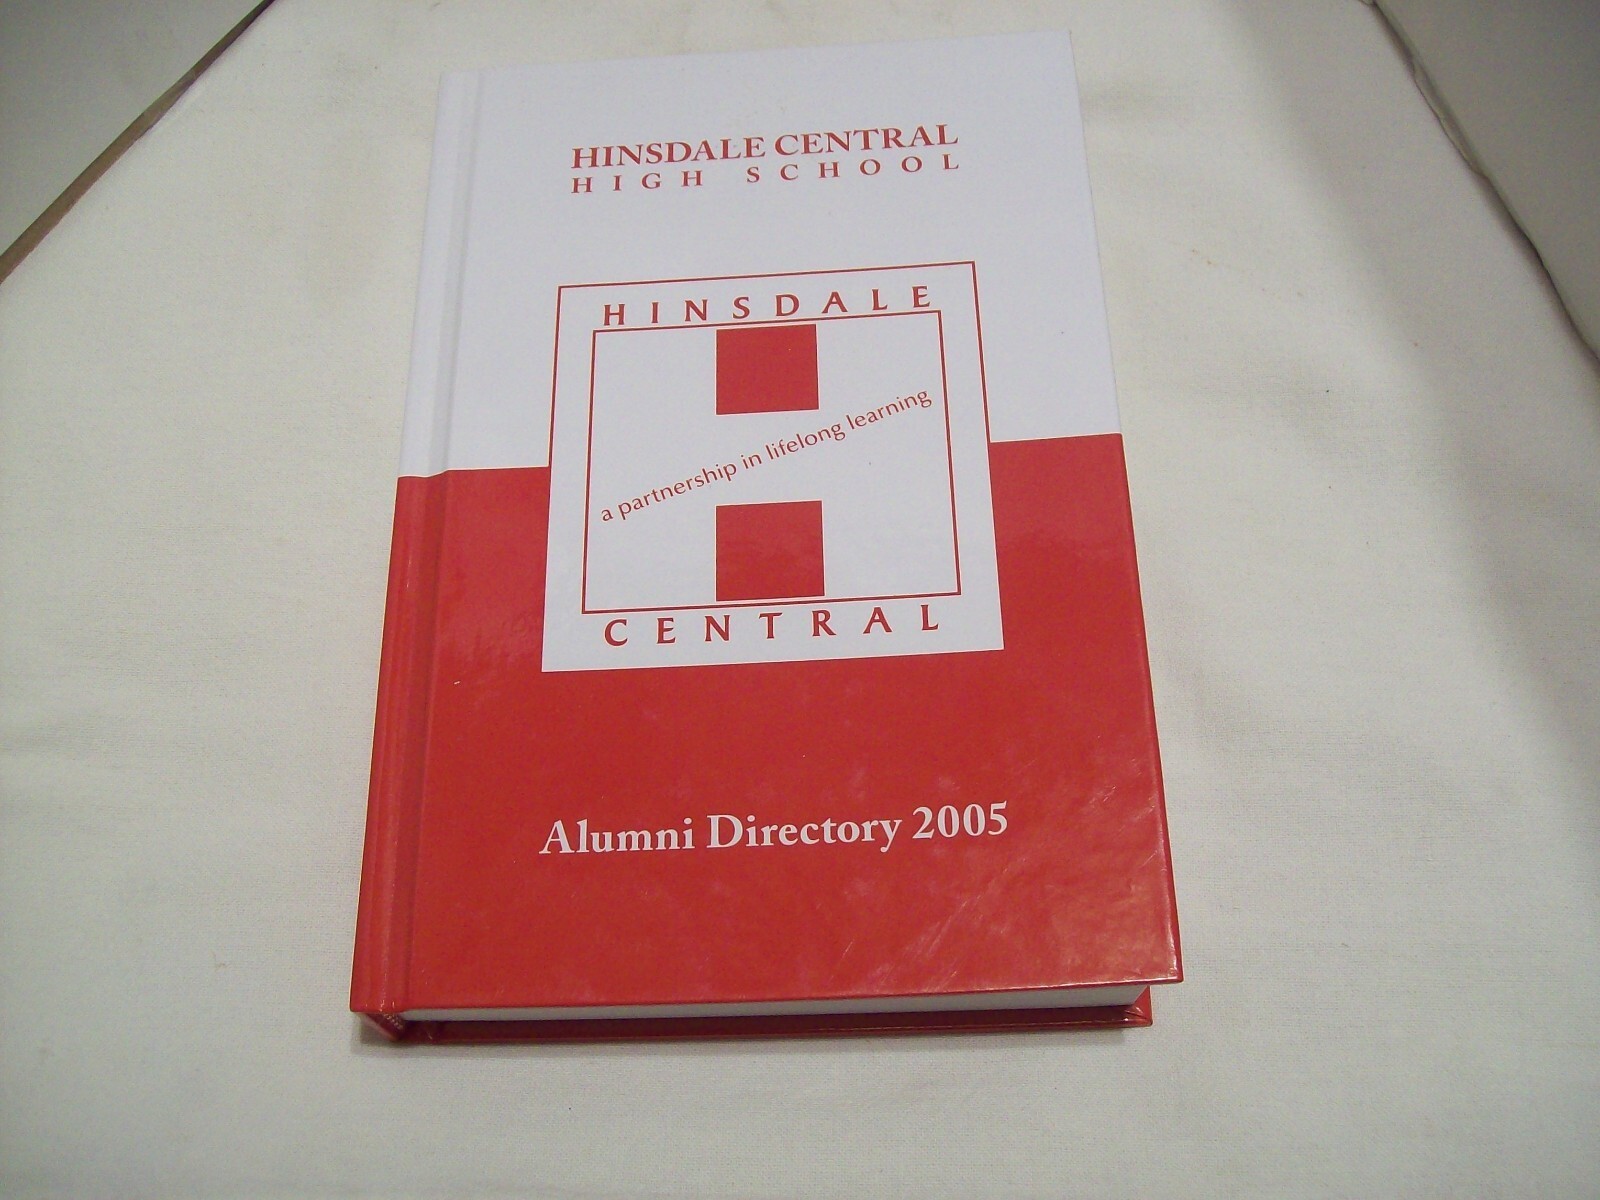 HINSDALE CENTRAL
HIGH SCHOOL
HINSDALE
a partnership in lifelong learning
CENTRAL
Alumni Directory 2005